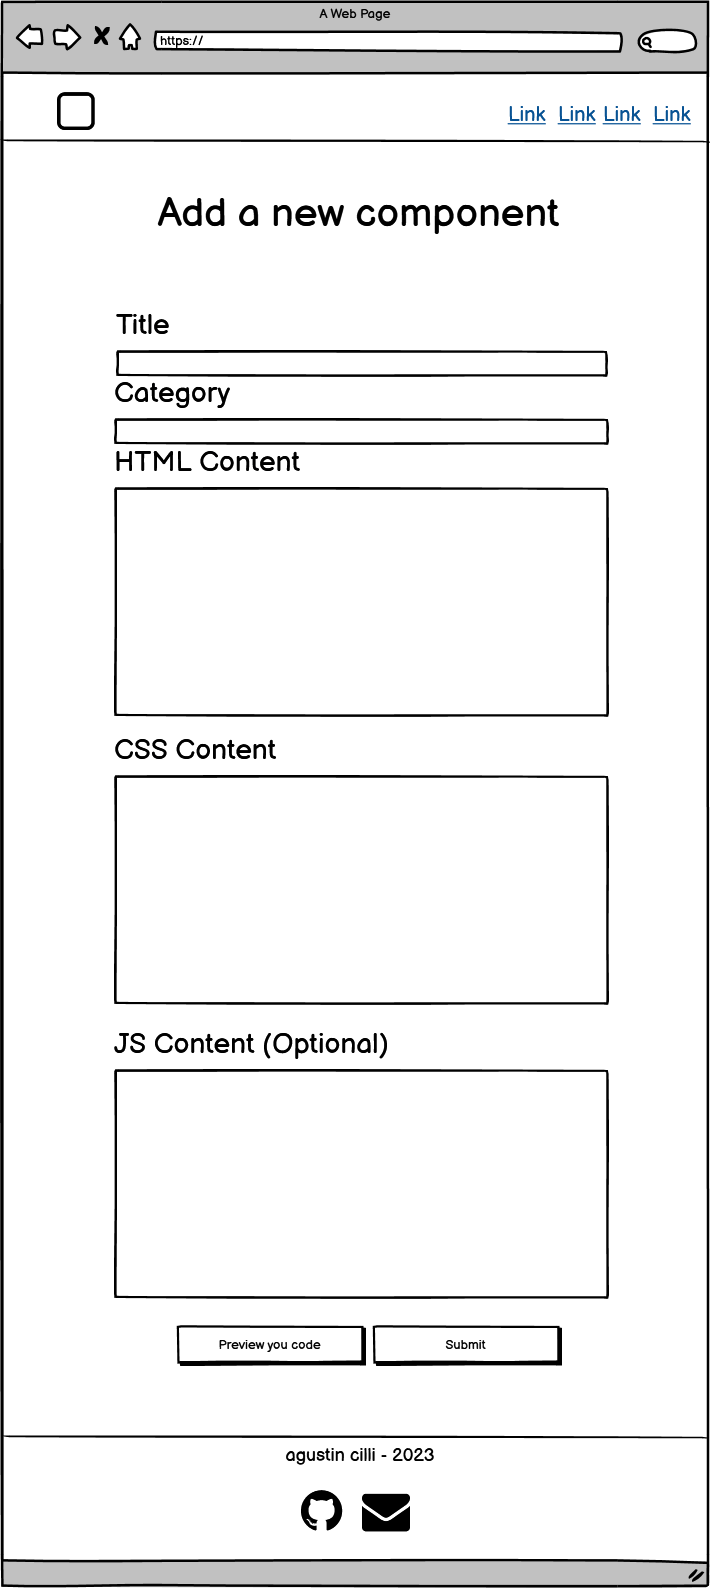 A Web Page
https://
Link Link Link Link
Add a new component
Title
Category
HTML Content
CSS Content
JS Content (Optional)
Preview you code Submit
agustin cilli - 2023